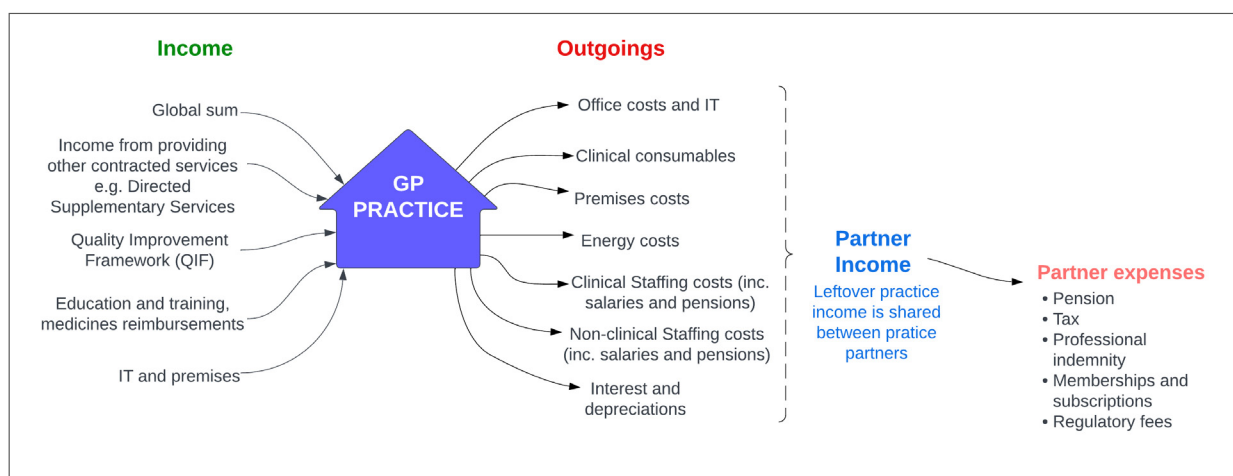 Income
Global sum
Income from providing
other contracted services
e.g. Directed
Supplementary Services
Quality Improvement
Framework (QIF)
Education and training,
medicines reimbursements
IT and premises
GP
PRACTICE
Outgoings
Office costs and IT
Clinical consumables
Premises costs
Energy costs
Clinical Staffing costs (inc.
salaries and pensions)
Non-clinical Staffing costs
(inc. salaries and pensions)
Interest and
depreciations
Partner
Income
Leftover practice
income is shared
between pratice
partners
Partner expenses
• Pension
• Tax
• Professional
indemnity
• Memberships and
subscriptions
• Regulatory fees